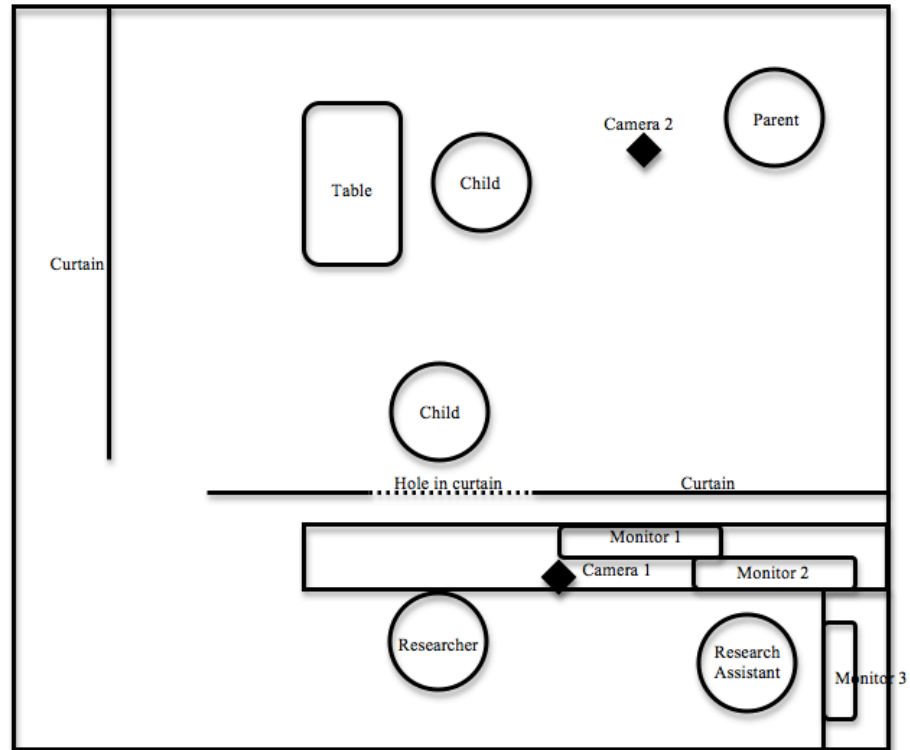 Parent
Camera 2
Child
Table
Curtain
Child
Hole in curtain
Curtain
Monitor 1
Camera 1
Monitor 2
Researcher
Research
Assistant
Monitor 3